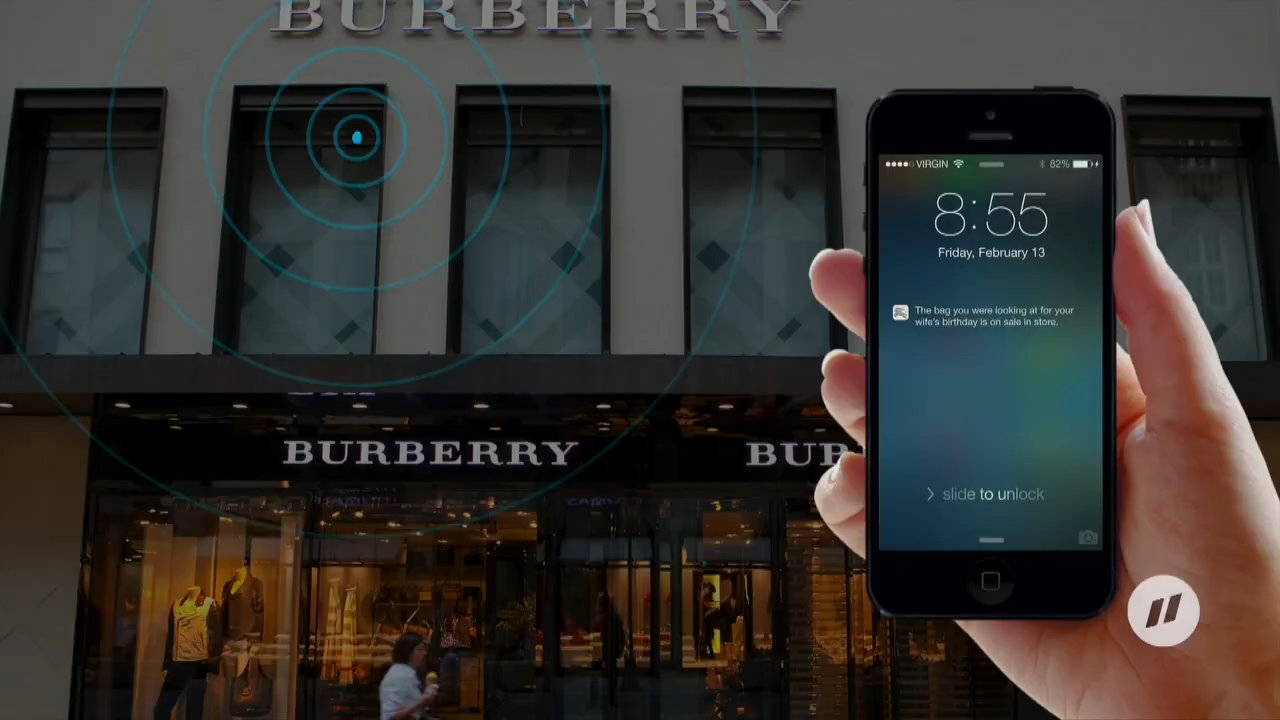 BURBERRY
BURBERRY
BUR
VIRGIN
82%
8:55
Friday, February 13
The bag you were looking at for your
wife's birthday is on sale in store.
slide to unlock